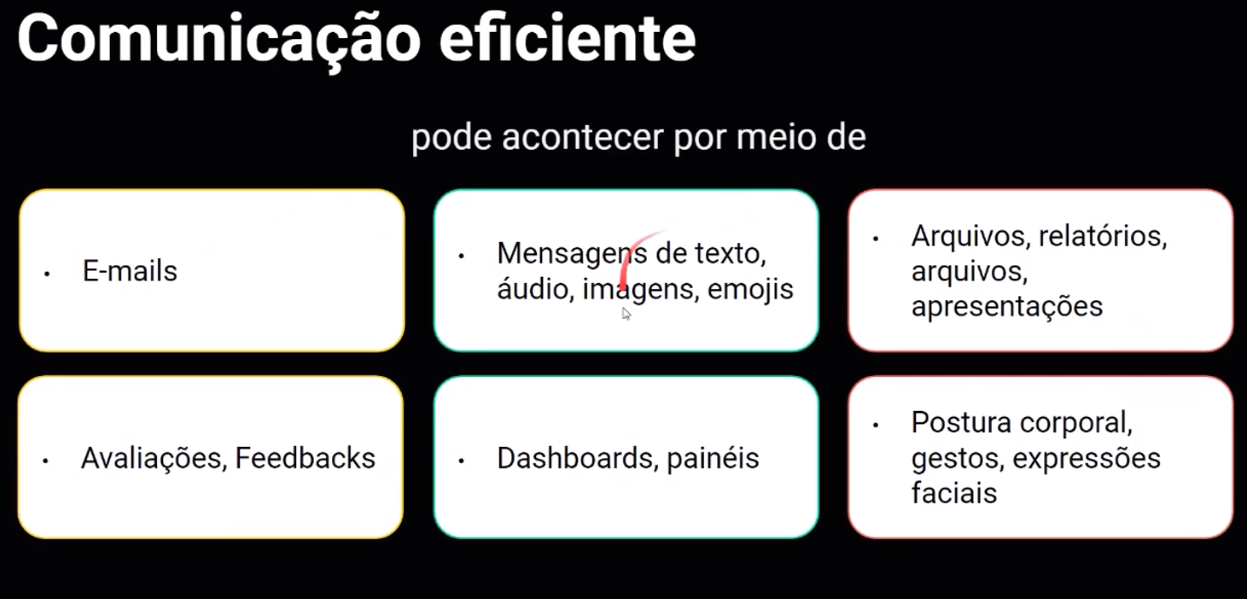 Comunicação eficiente
pode acontecer por meio de
• E-mails
• Mensagens de texto,
áudio, imagens, emojis
• Arquivos, relatórios,
arquivos,
apresentações
• Avaliações, Feedbacks
• Dashboards, painéis
• Postura corporal,
gestos, expressões
faciais